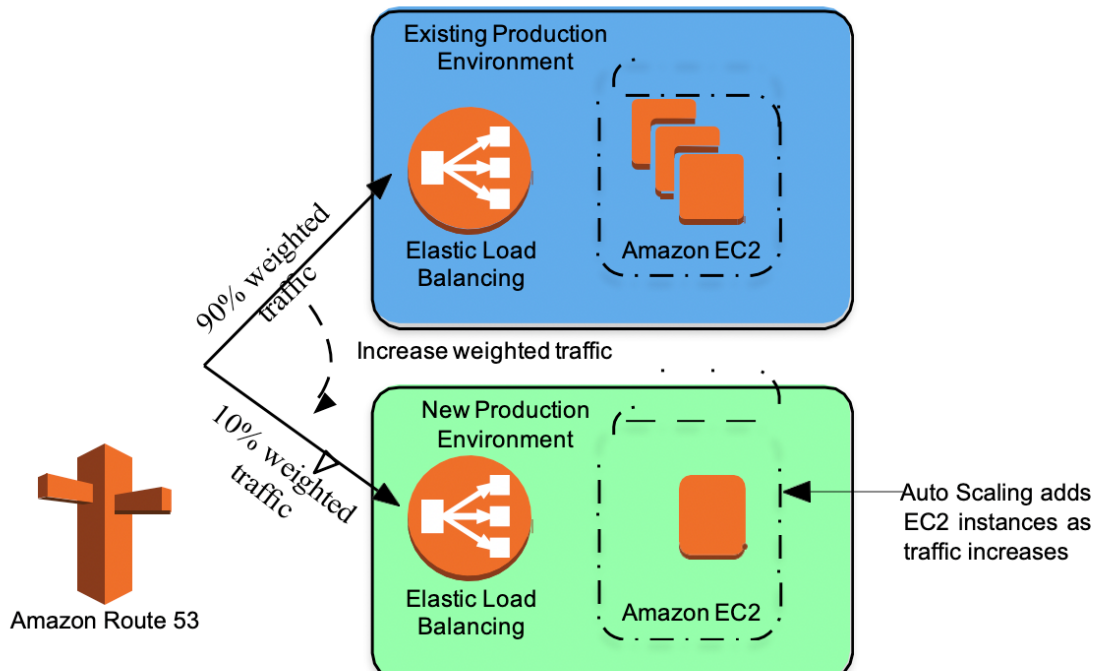 Existing Production
Environment
Elastic Load
Balancing
Amazon EC2
90% weighted
traffic
Increase weighted traffic
10% weighted
traffic
New Production
Environment
Elastic Load
Balancing
Amazon EC2
Auto Scaling adds
EC2 instances as
traffic increases
Amazon Route 53